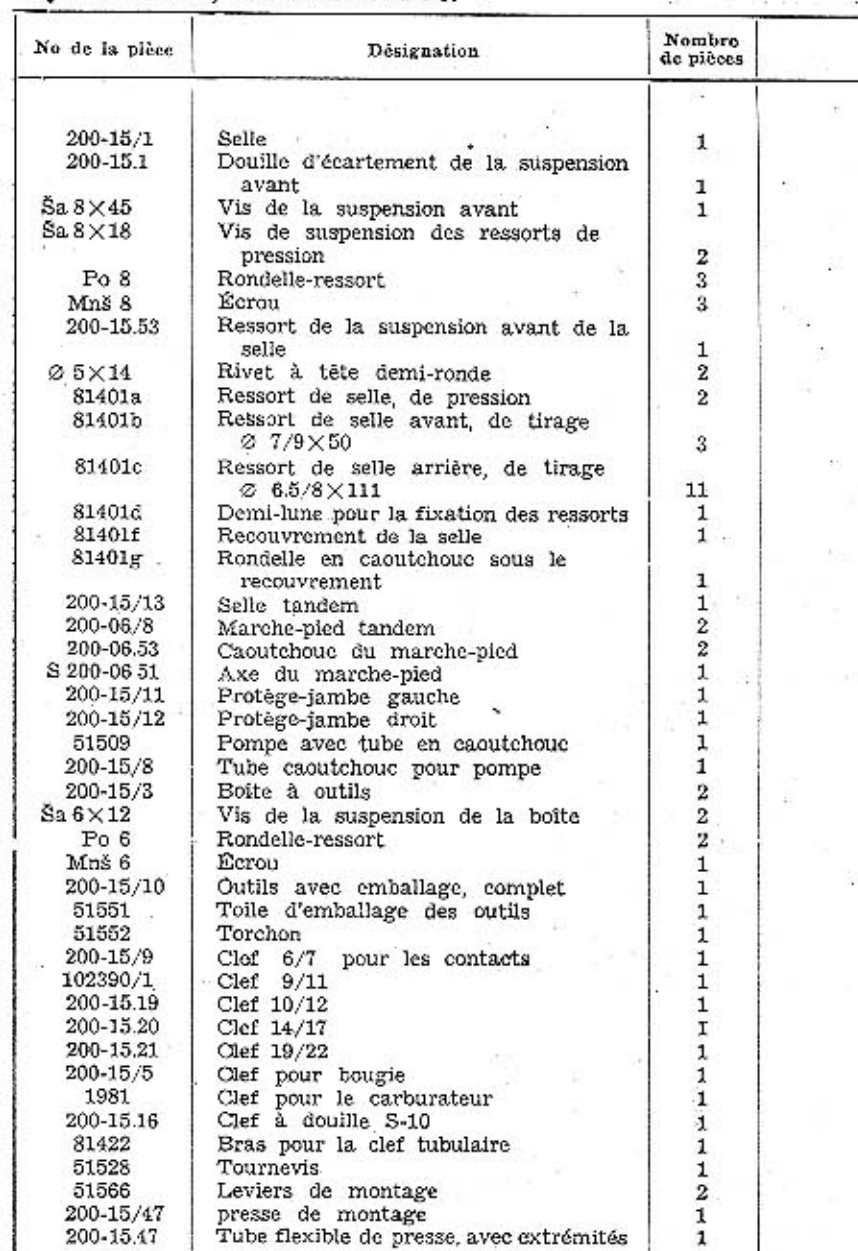 No de la pièce Désignation Nombre de pièces
200-15/1 Selle 1
200-15.1 Douille d'écartement de la suspension
avant 1
Ša 8×45 Vis de la suspension avant 1
Ša 8×18 Vis de suspension des ressorts de
pression 2
Po 8 Rondelle-ressort 3
Mnš 8 Écrou 3
200-15.53 Ressort de la suspension avant de la
selle 1
∅ 5×14 Rivet à tête demi-ronde 2
81401a Ressort de selle, de pression 2
81401b Ressort de selle avant, de tirage
∅ 7/9×50 3
81401c Ressort de selle arrière, de tirage
∅ 6.5/8×111 11
81401d Demi-lune pour la fixation des ressorts 1
81401f Recouvrement de la selle 1
81401g Rondelle en caoutchouc sous le
recouvrement 1
200-15/13 Selle tandem 1
200-06/8 Marche-pied tandem 2
200-06.53 Caoutchouc du marche-pied 2
S 200-06 51 Axe du marche-pied 1
200-15/11 Protège-jambe gauche 1
200-15/12 Protège-jambe droit 1
51509 Pompe avec tube en caoutchouc 1
200-15/8 Tube caoutchouc pour pompe 1
200-15/3 Boite à outils 2
Ša 6×12 Vis de la suspension de la boîte 2
Po 6 Rondelle-ressort 2
Mnš 6 Écrou 1
200-15/10 Outils avec emballage, complet 1
51551 Toile d'emballage des outils 1
51552 Torchon 1
200-15/9 Clef 6/7 pour les contacts 1
102390/1 Clef 9/11 1
200-15.19 Clef 10/12 1
200-15.20 Clef 14/17 I
200-15.21 Clef 19/22 1
200-15/5 Clef pour bougie 1
1981 Clef pour le carburateur 1
200-15.16 Clef à douille S-10 1
81422 Bras pour la clef tubulaire 1
51528 Tournevis 1
51566 Leviers de montage 2
200-15/47 presse de montage 1
200-15.47 Tube flexible de presse, avec extrémités 1